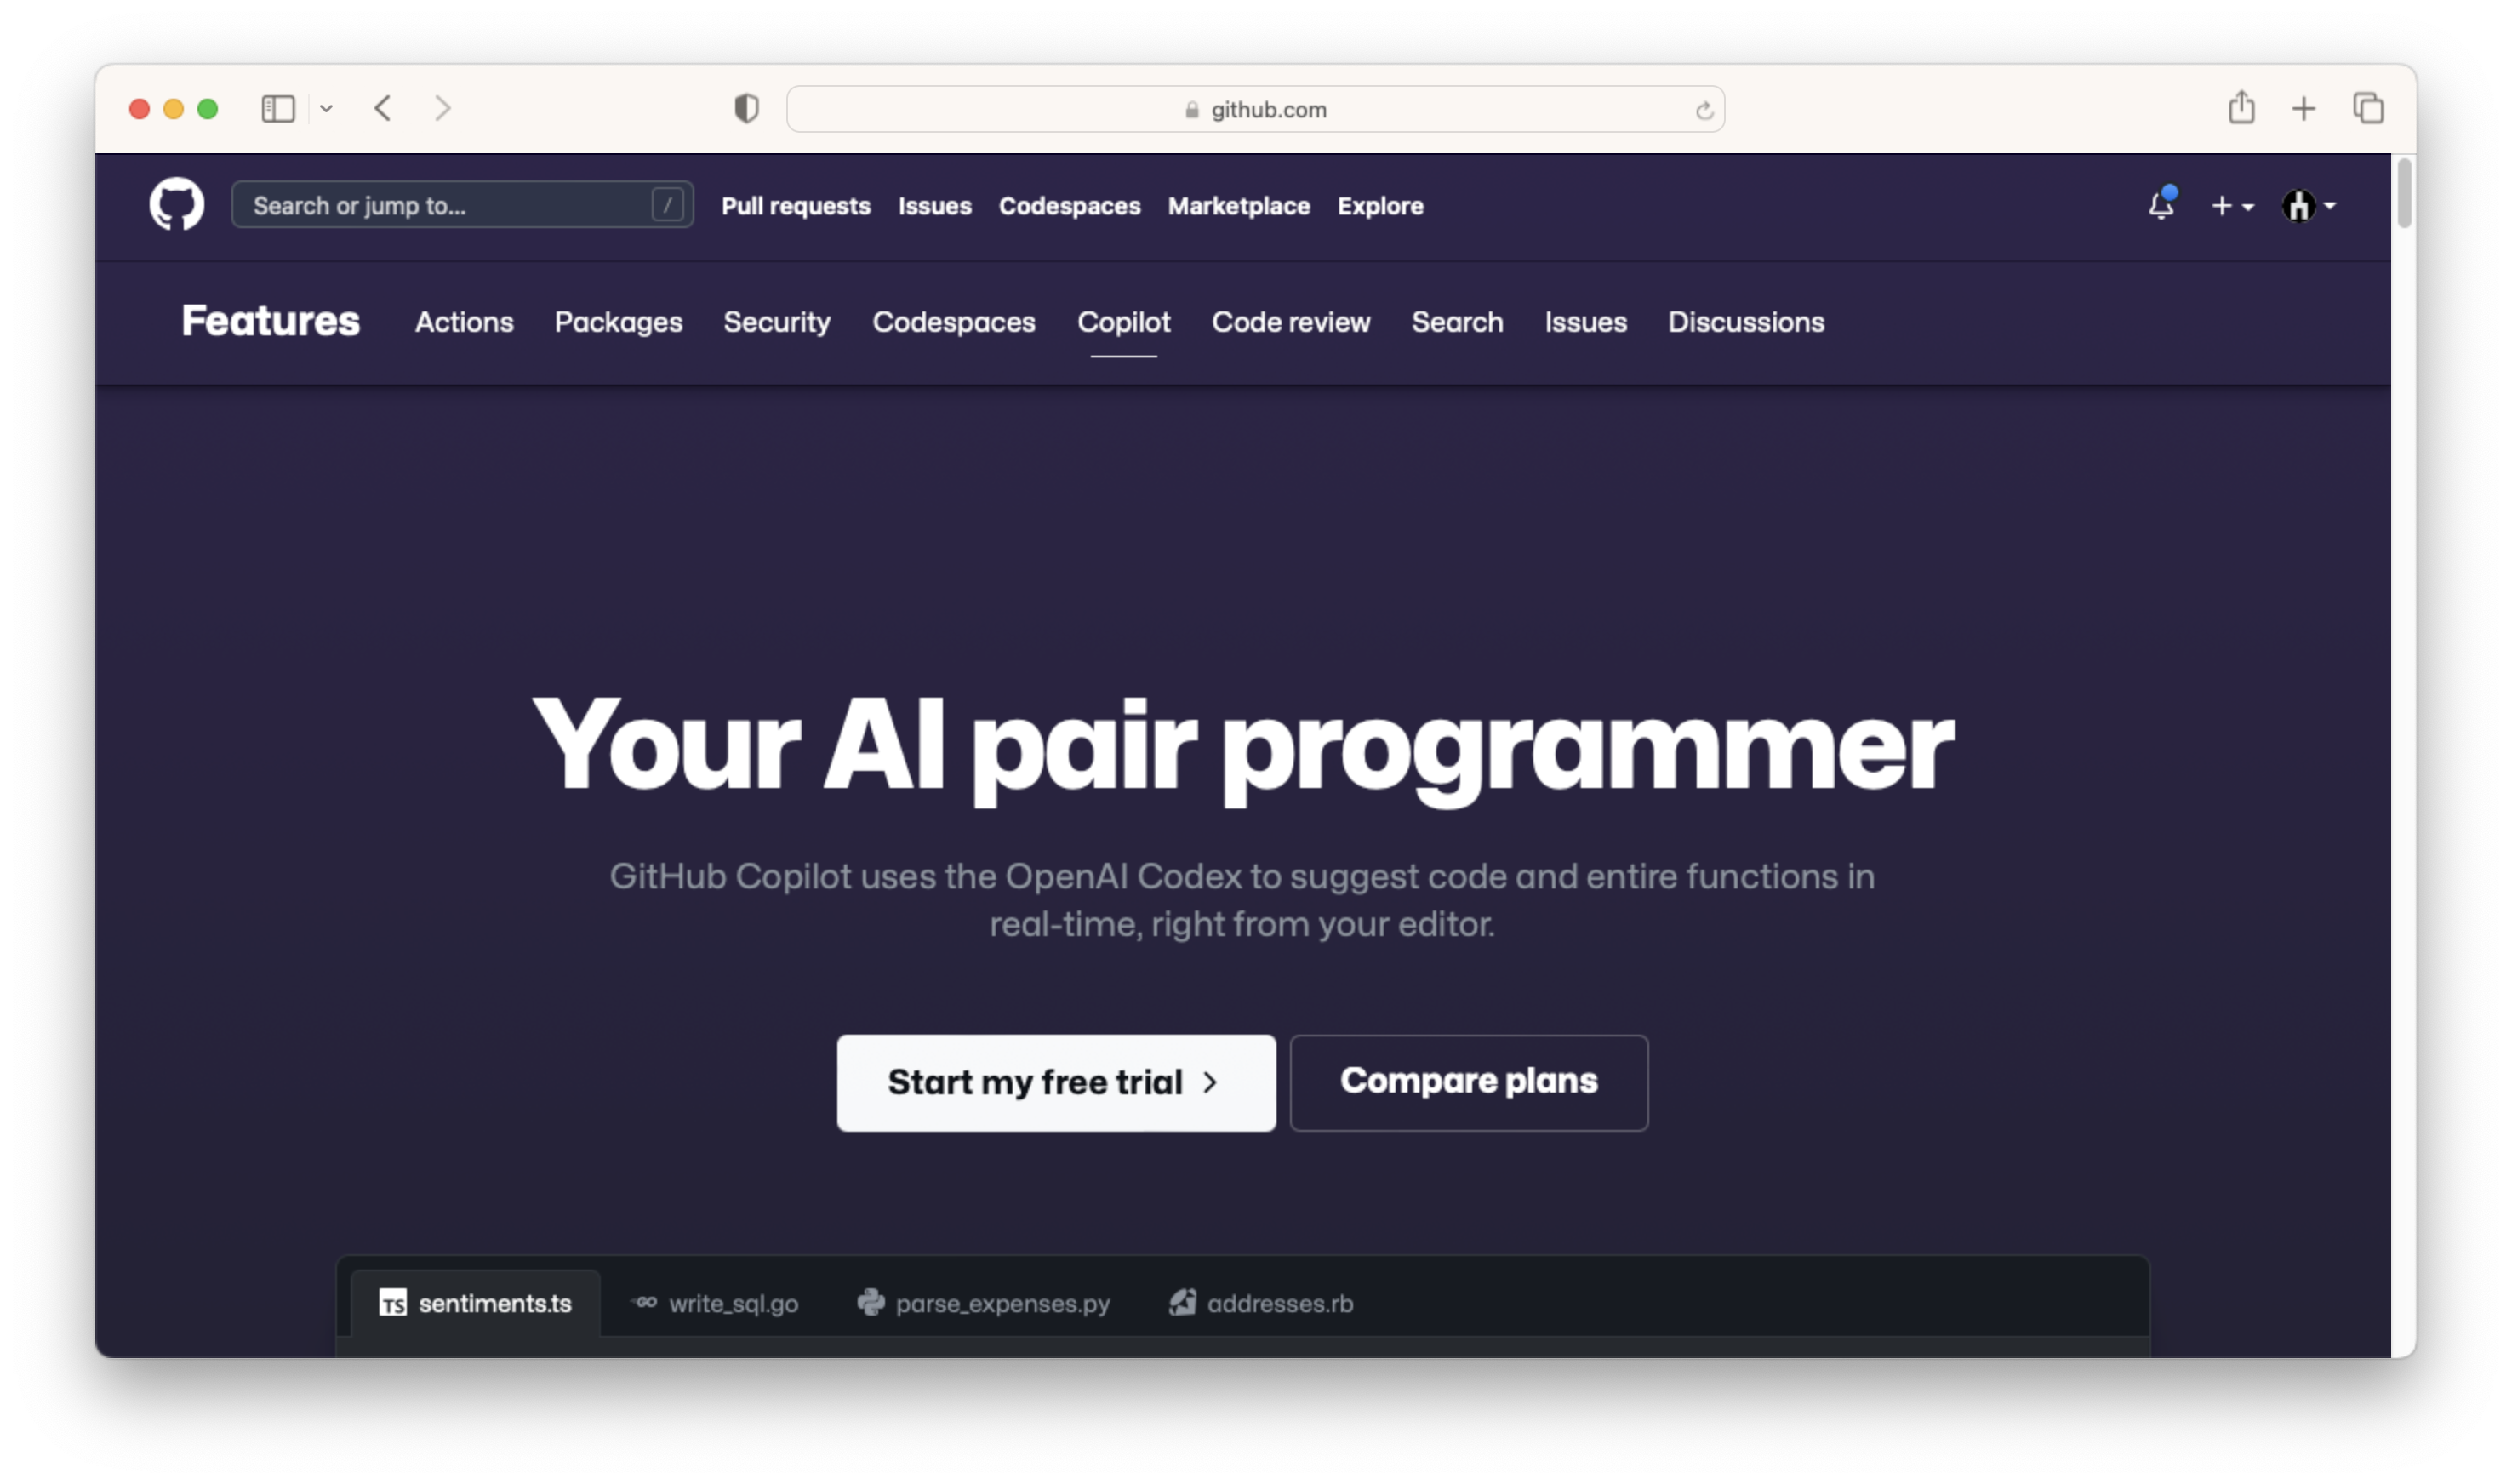 github.com
Search or jump to... /
Pull requests Issues Codespaces Marketplace Explore
Features Actions Packages Security Codespaces Copilot Code review Search Issues Discussions
Your AI pair programmer
GitHub Copilot uses the OpenAI Codex to suggest code and entire functions in
real-time, right from your editor.
Start my free trial
Compare plans
TS sentiments.ts GO write_sql.go parse_expenses.py addresses.rb